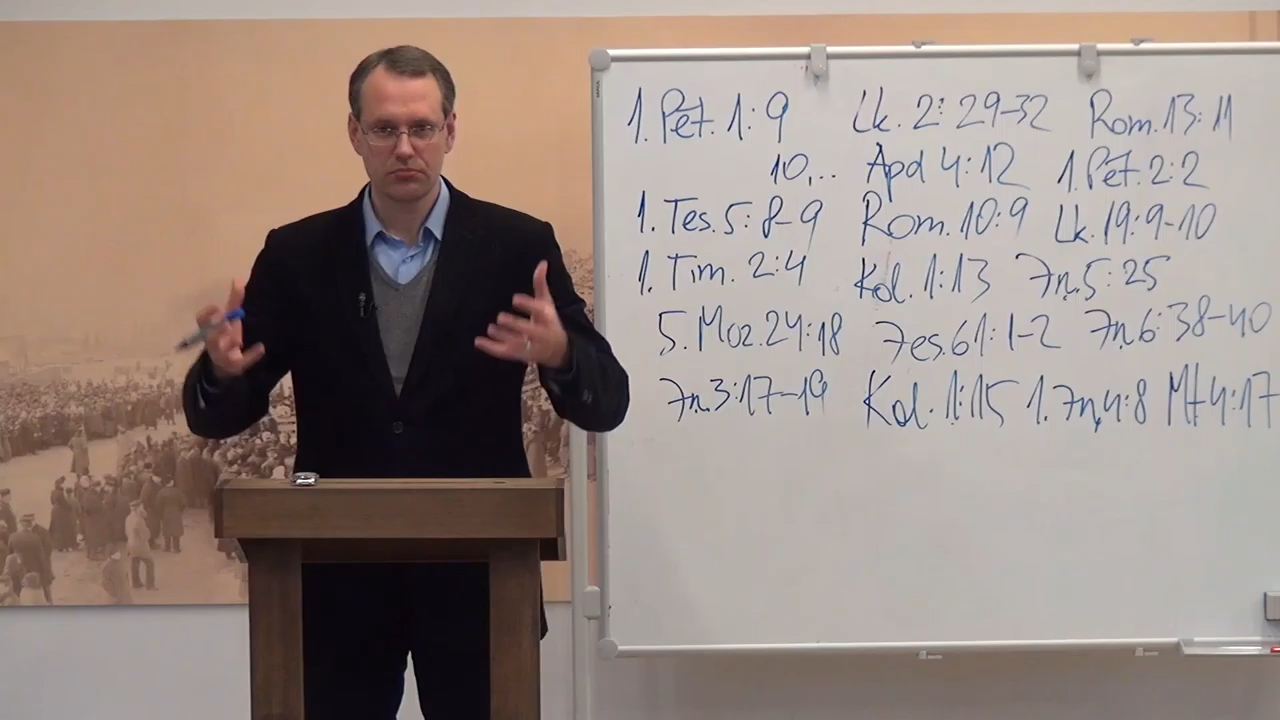 1. Pet. 1:9 Lk. 2:29-32 Rom. 13:11
10,.. Apd 4:12 1. Pet. 2:2
1. Tes. 5:8-9 Rom. 10:9 Lk. 19:9-10
1. Tim. 2:4 Kol. 1:13 Jn. 5:25
5. Moz. 24:18 Jes. 61:1-2 Jn. 6:38-40
Jn. 3:17-19 Kol. 1:15 1. Jn. 4:8 Mt 4:17